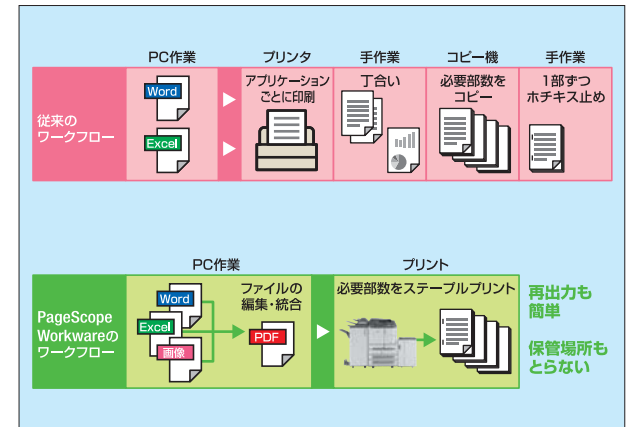 PC作業
プリンタ
手作業
コピー機
手作業
従来の
ワークフロー
Word
Excel
アプリケーション
ごとに印刷
丁合い
必要部数を
コピー
1部ずつ
ホチキス止め
PC作業
プリント
PageScope
Workwareの
ワークフロー
Word
Excel
画像
ファイルの
編集・統合
PDF
必要部数をステープルプリント
再出力も
簡単
保管場所も
とらない